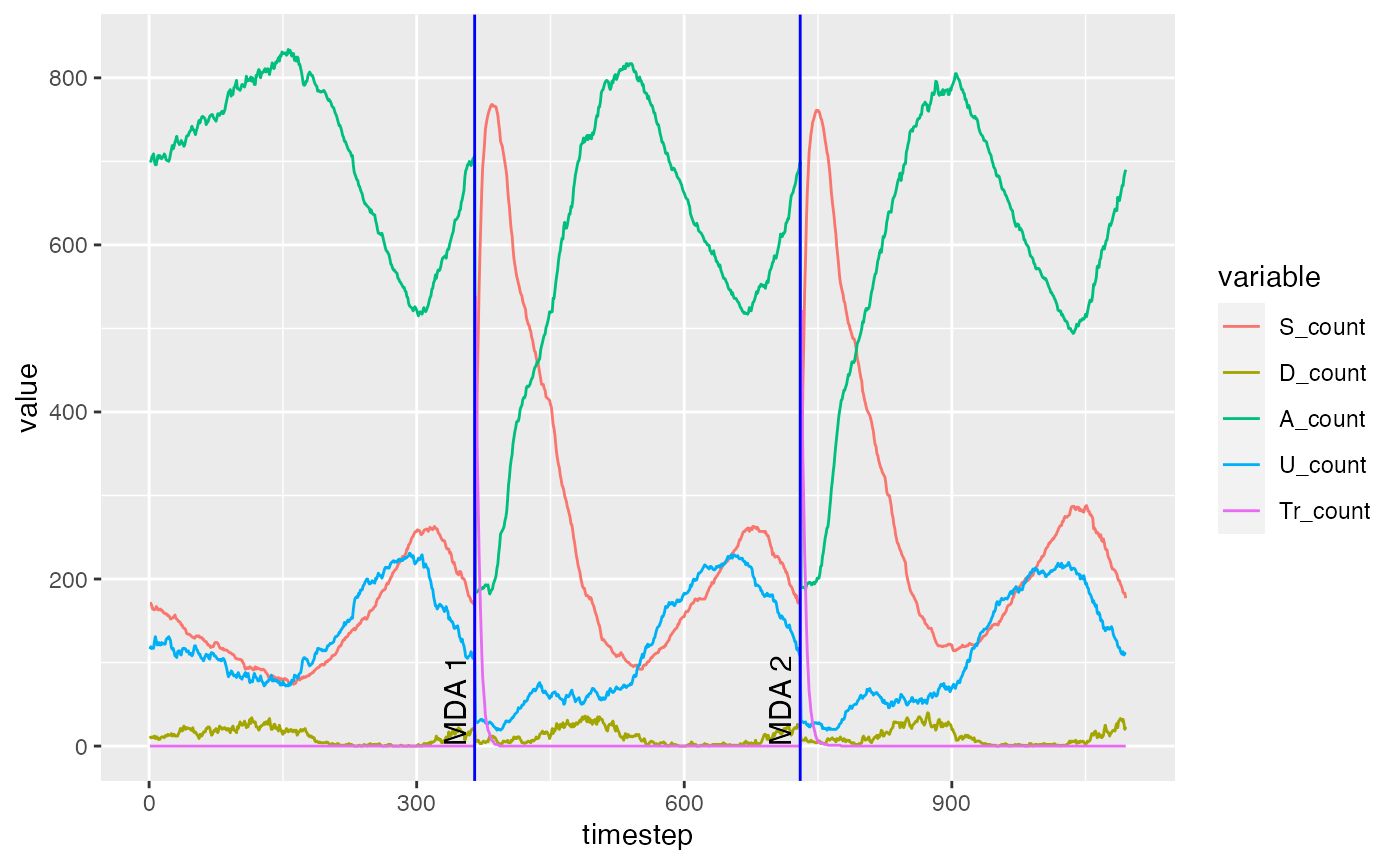 value
800
600
400
200
0
MDA 1
MDA 2
0
300
600
900
timestep
variable
S_count
D_count
A_count
U_count
Tr_count